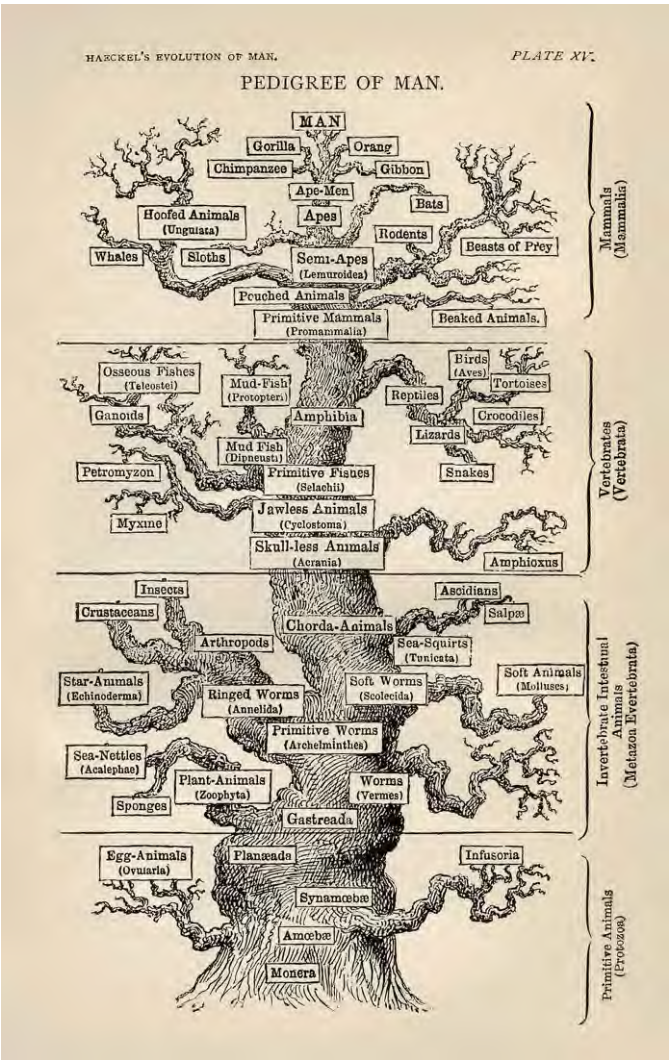 HAECKEL'S EVOLUTION OF MAN.
PLATE XV.
PEDIGREE OF MAN.
MAN
Gorilla
Orang
Chimpanzee
Gibbon
Ape-Men
Bats
Hoofed Animals
(Ungulata)
Apes
Rodents
Beasts of Prey
Whales
Sloths
Semi-Apes
(Lemuroidea)
Pouched Animals
Primitive Mammals
(Promammalia)
Beaked Animals.
Mammals
(Mammalia)
Osseous Fishes
(Teleostei)
Mud-Fish
(Protopteri)
Birds
(Aves)
Tortoises
Reptiles
Ganoids
Amphibia
Crocodiles
Lizards
Mud Fish
(Dipneusti)
Petromyzon
Primitive Fishes
(Selachii)
Snakes
Jawless Animals
(Cyclostoma)
Myxine
Skull-less Animals
(Acrania)
Amphioxus
Vertebrates
(Vertebrata)
Insects
Ascidians
Crustaceans
Salpæ
Chorda-Animals
Arthropods
Sea-Squirts
(Tunicata)
Star-Animals
(Echinoderma)
Ringed Worms
(Annelida)
Soft Worms
(Scolecida)
Soft Animals
(Molluscs)
Primitive Worms
(Archelminthes)
Sea-Nettles
(Acalephae)
Plant-Animals
(Zoophyta)
Worms
(Vermes)
Sponges
Gastreada
Invertebrate Intestinal
Animals
(Metazoa Evertebrata)
Egg-Animals
(Ovularia)
Planæada
Infusoria
Synamœbæ
Amœbæ
Monera
Primitive Animals
(Protozoa)